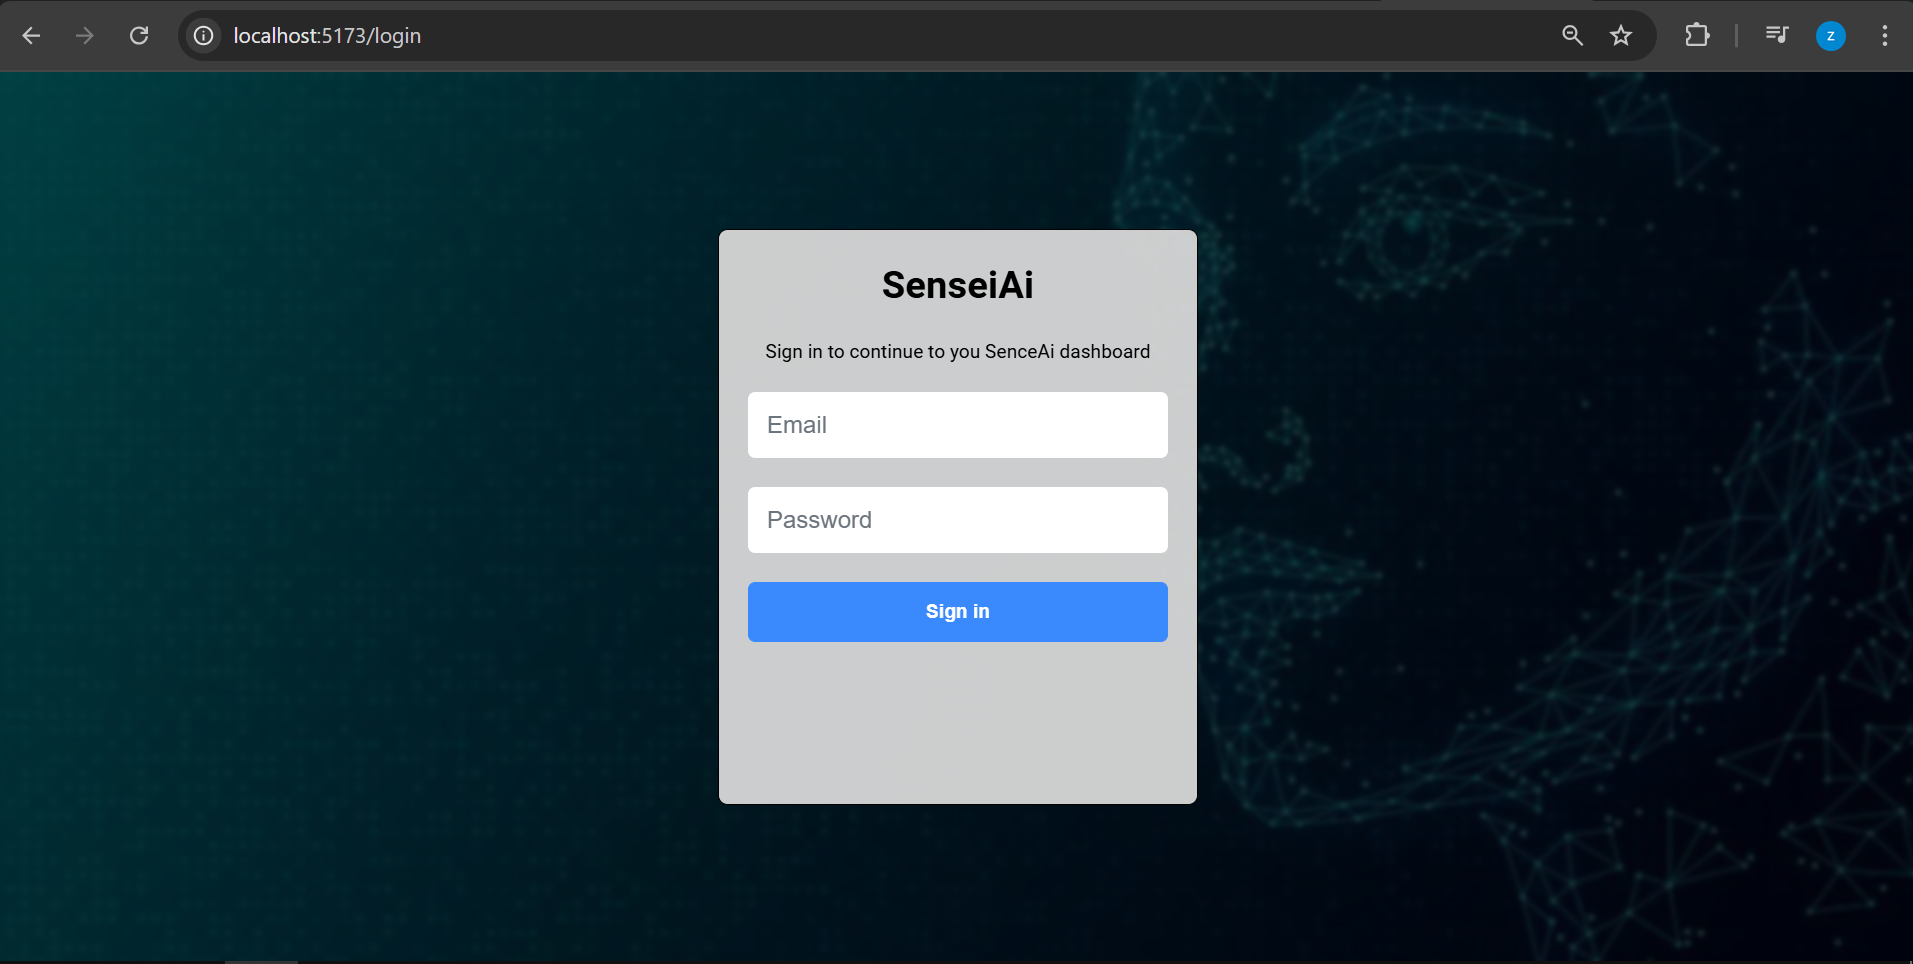 localhost:5173/login
z
SenseiAi
Sign in to continue to you SenceAi dashboard
Email
Password
Sign in